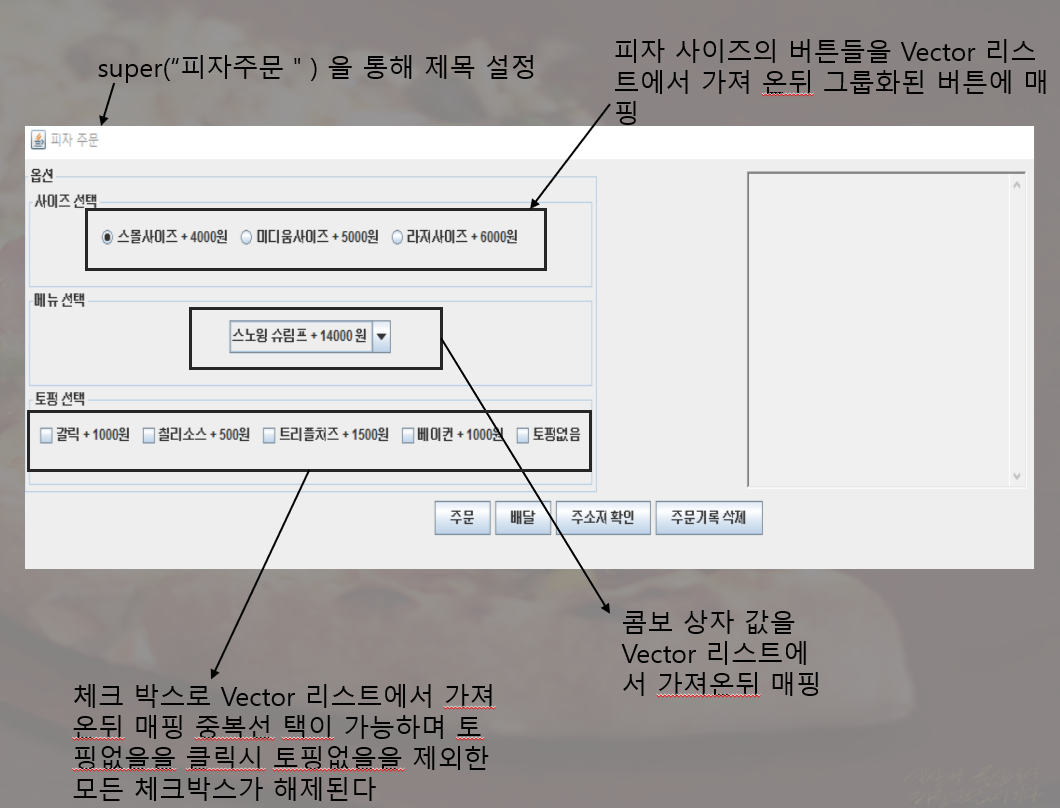 super(“피자주문 " ) 을 통해 제목 설정
피자 사이즈의 버튼들을 Vector 리스
트에서 가져 온뒤 그룹화된 버튼에 매
핑
피자 주문
옵션
사이즈 선택
스몰사이즈 + 4000원 미디움사이즈 + 5000원 라지사이즈 + 6000원
메뉴 선택
스노윙 슈림프 + 14000 원
토핑 선택
갈릭 + 1000원 칠리소스 + 500원 트리플치즈 + 1500원 베이컨 + 1000원 토핑없음
주문 배달 주소지 확인 주문기록 삭제
콤보 상자 값을
Vector 리스트에
서 가져온뒤 매핑
체크 박스로 Vector 리스트에서 가져
온뒤 매핑 중복선 택이 가능하며 토
핑없을을 클릭시 토핑없을을 제외한
모든 체크박스가 해제된다